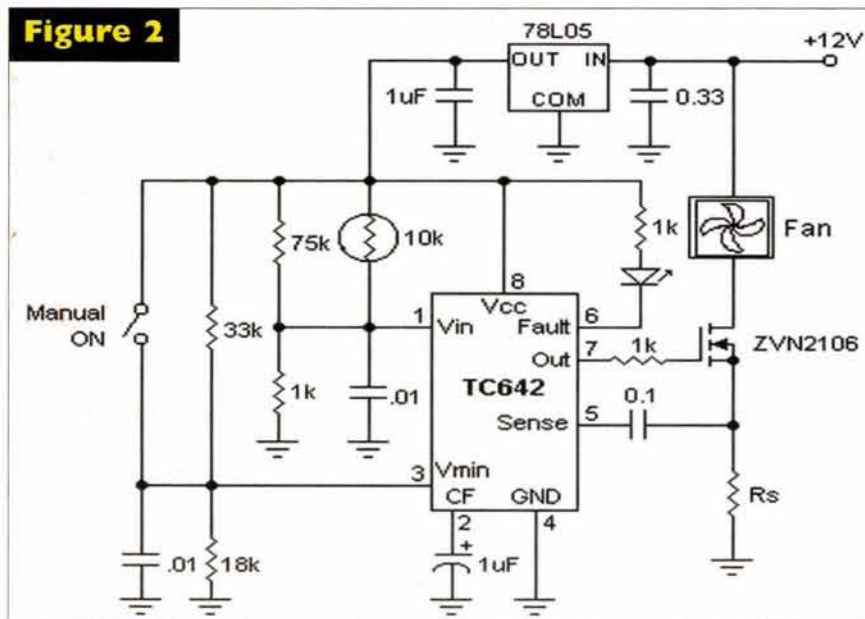 Figure 2
78L05
+12V
OUT IN
1uF
COM
0.33
75k
10k
1k
Fan
8
Vcc
Manual
ON
33k
1
Vin
Fault
6
Out
7
1k
ZVN2106
1k
.01
TC642
0.1
Sense
5
3
Vmin
CF
GND
Rs
2
4
.01
18k
+
1uF